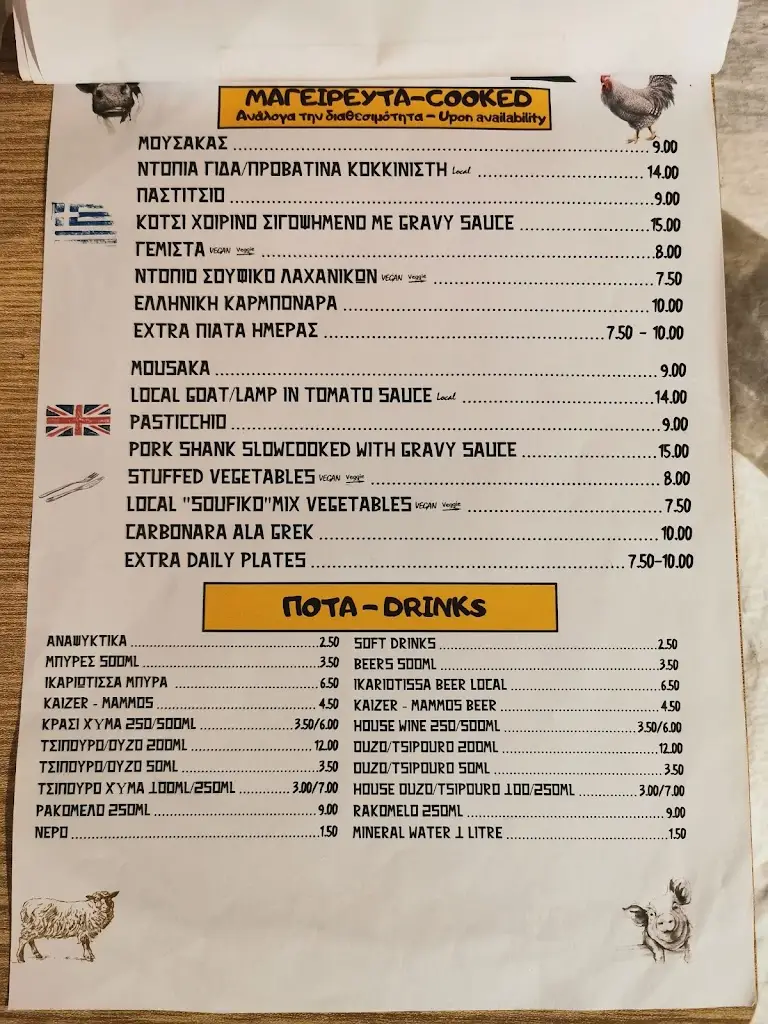 ΜΑΓΕΙΡΕΥΤΑ-COOKED
Ανάλογα την διαθεσιμότητα - Upon availability
ΜΟΥΣΑΚΑΣ 9.00
ΝΤΟΠΙΑ ΓΙΔΑ/ΠΡΟΒΑΤΙΝΑ ΚΟΚΚΙΝΙΣΤΗ Local 14.00
ΠΑΣΤΙΤΣΙΟ 9.00
ΚΟΤΣΙ ΧΟΙΡΙΝΟ ΣΙΓΟΨΗΜΕΝΟ ΜΕ GRAVY SAUCE 15.00
ΓΕΜΙΣΤΑ VEGAN Veggie 8.00
ΝΤΟΠΙΟ ΣΟΥΦΙΚΟ ΛΑΧΑΝΙΚΩΝ VEGAN Veggie 7.50
ΕΛΛΗΝΙΚΗ ΚΑΡΜΠΟΝΑΡΑ 10.00
EXTRA ΠΙΑΤΑ ΗΜΕΡΑΣ 7.50 - 10.00
MOUSAKA 9.00
LOCAL GOAT/LAMP IN TOMATO SAUCE Local 14.00
PASTICCHIO 9.00
PORK SHANK SLOWCOOKED WITH GRAVY SAUCE 15.00
STUFFED VEGETABLES VEGAN Veggie 8.00
LOCAL "SOUFIKO"MIX VEGETABLES VEGAN Veggie 7.50
CARBONARA ALA GREK 10.00
EXTRA DAILY PLATES 7.50-10.00
ΠΟΤΑ - DRINKS
ΑΝΑΨΥΚΤΙΚΑ 2.50
ΜΠΥΡΕΣ 500ML 3.50
ΙΚΑΡΙΩΤΙΣΣΑ ΜΠΥΡΑ 6.50
KAIZER - MAMMOS 4.50
ΚΡΑΣΙ ΧΥΜΑ 250/500ML 3.50/6.00
ΤΣΙΠΟΥΡΟ/ΟΥΖΟ 200ML 12.00
ΤΣΙΠΟΥΡΟ/ΟΥΖΟ 50ML 3.50
ΤΣΙΠΟΥΡΟ ΧΥΜΑ 100ML/250ML 3.00/7.00
ΡΑΚΟΜΕΛΟ 250ML 9.00
ΝΕΡΟ 1.50
SOFT DRINKS 2.50
BEERS 500ML 3.50
IKARIOTISSA BEER LOCAL 6.50
KAIZER - MAMMOS BEER 4.50
HOUSE WINE 250/500ML 3.50/6.00
OUZO/TSIPOURO 200ML 12.00
OUZO/TSIPOURO 50ML 3.50
HOUSE OUZO/TSIPOURO 100/250ML 3.00/7.00
RAKOMELO 250ML 9.00
MINERAL WATER 1 LITRE 1.50